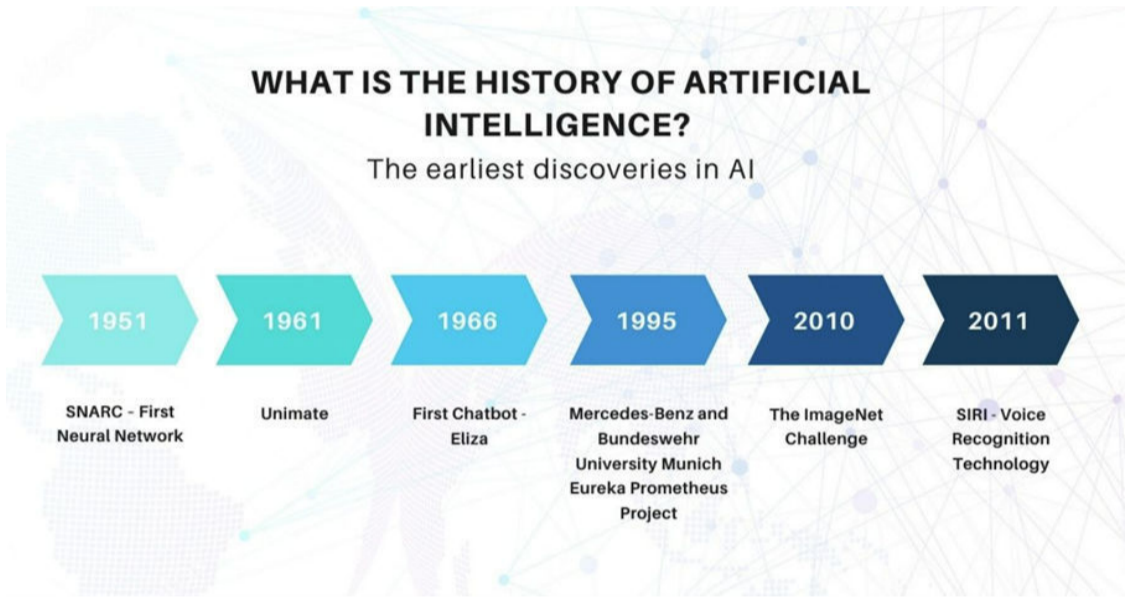 WHAT IS THE HISTORY OF ARTIFICIAL
INTELLIGENCE?
The earliest discoveries in AI
1951
SNARC - First
Neural Network
1961
Unimate
1966
First Chatbot -
Eliza
1995
Mercedes-Benz and
Bundeswehr
University Munich
Eureka Prometheus
Project
2010
The ImageNet
Challenge
2011
SIRI - Voice
Recognition
Technology